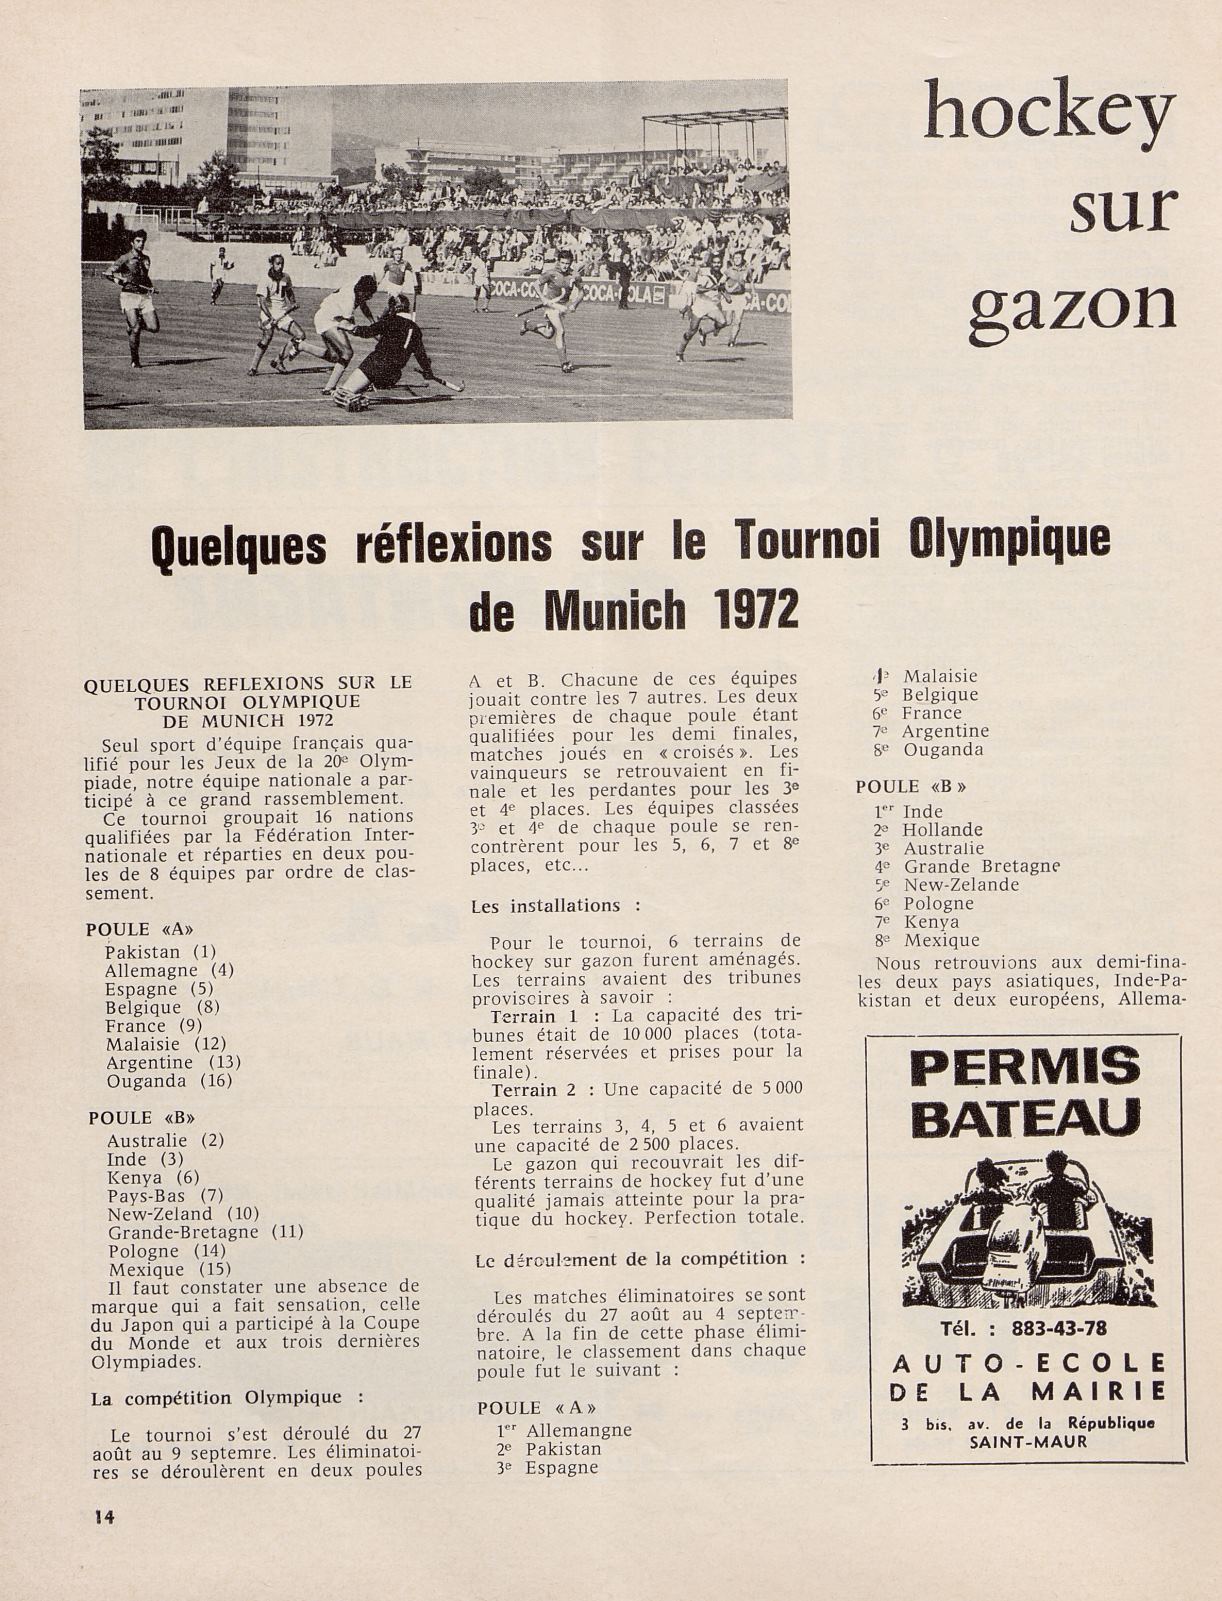 hockey
sur
gazon
COCA-CO
COCA-COLA
CA-CO
Quelques réflexions sur le Tournoi Olympique
de Munich 1972
QUELQUES REFLEXIONS SUR LE
TOURNOI OLYMPIQUE
DE MUNICH 1972
Seul sport d'équipe français qua-
lifié pour les Jeux de la 20e Olym-
piade, notre équipe nationale a par-
ticipé à ce grand rassemblement.
Ce tournoi groupait 16 nations
qualifiées par la Fédération Inter-
nationale et réparties en deux pou-
les de 8 équipes par ordre de clas-
sement.
POULE «A»
Pakistan (1)
Allemagne (4)
Espagne (5)
Belgique (8)
France (9)
Malaisie (12)
Argentine (13)
Ouganda (16)
POULE «B»
Australie (2)
Inde (3)
Kenya (6)
Pays-Bas (7)
New-Zeland (10)
Grande-Bretagne (11)
Pologne (14)
Mexique (15)
Il faut constater une absence de
marque qui a fait sensation, celle
du Japon qui a participé à la Coupe
du Monde et aux trois dernières
Olympiades.
La compétition Olympique :
Le tournoi s'est déroulé du 27
août au 9 septemre. Les éliminatoi-
res se déroulèrent en deux poules
A et B. Chacune de ces équipes
jouait contre les 7 autres. Les deux
premières de chaque poule étant
qualifiées pour les demi finales,
matches joués en « croisés ». Les
vainqueurs se retrouvaient en fi-
nale et les perdantes pour les 3e
et 4e places. Les équipes classées
3e et 4e de chaque poule se ren-
contrèrent pour les 5, 6, 7 et 8e
places, etc...
Les installations :
Pour le tournoi, 6 terrains de
hockey sur gazon furent aménagés.
Les terrains avaient des tribunes
provisoires à savoir :
Terrain 1 : La capacité des tri-
bunes était de 10 000 places (tota-
lement réservées et prises pour la
finale).
Terrain 2 : Une capacité de 5 000
places.
Les terrains 3, 4, 5 et 6 avaient
une capacité de 2 500 places.
Le gazon qui recouvrait les dif-
férents terrains de hockey fut d'une
qualité jamais atteinte pour la pra-
tique du hockey. Perfection totale.
Le déroulement de la compétition :
Les matches éliminatoires se sont
déroulés du 27 août au 4 septem-
bre. A la fin de cette phase élimi-
natoire, le classement dans chaque
poule fut le suivant :
POULE « A »
1er Allemangne
2e Pakistan
3e Espagne
4e Malaisie
5e Belgique
6e France
7e Argentine
8e Ouganda
POULE «B »
1er Inde
2e Hollande
3e Australie
4e Grande Bretagne
5e New-Zelande
6e Pologne
7e Kenya
8e Mexique
Nous retrouvions aux demi-fina-
les deux pays asiatiques, Inde-Pa-
kistan et deux européens, Allema-
PERMIS
BATEAU
Tél. : 883-43-78
AUTO-ECOLE
DE LA MAIRIE
3 bis, av. de la République
SAINT-MAUR
14